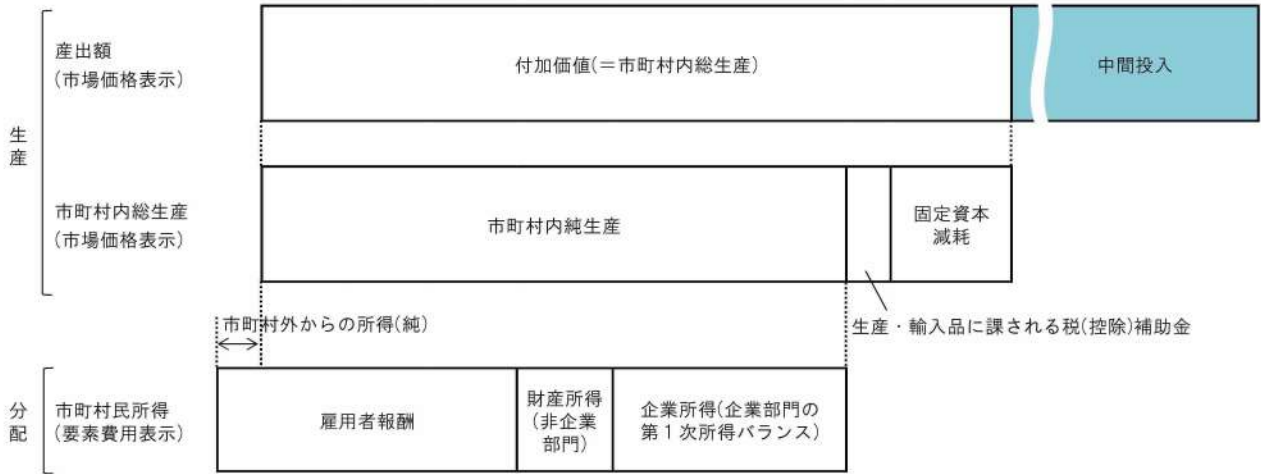 生産
産出額
(市場価格表示)
付加価値(＝市町村内総生産)
中間投入
市町村内総生産
(市場価格表示)
市町村内純生産
固定資本
減耗
生産・輸入品に課される税(控除)補助金
市町村外からの所得(純)
分配
市町村民所得
(要素費用表示)
雇用者報酬
財産所得
(非企業
部門)
企業所得(企業部門の
第１次所得バランス)